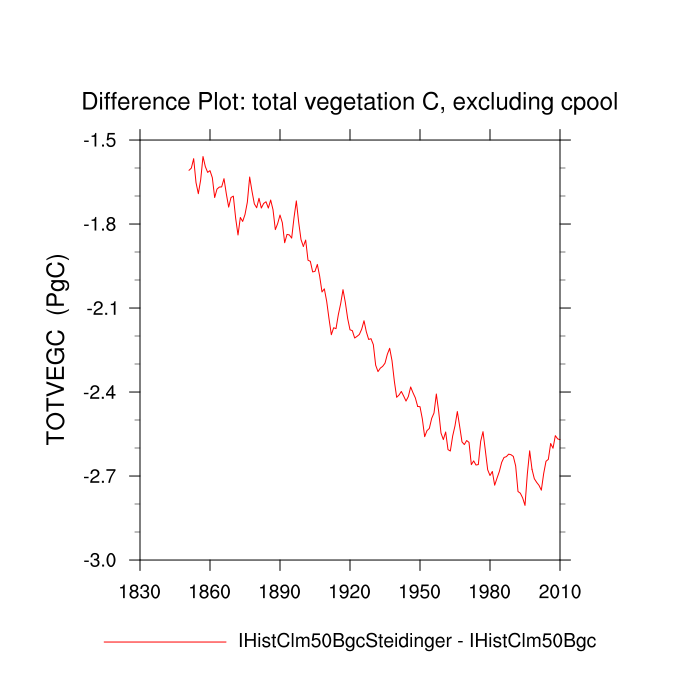 Difference Plot: total vegetation C, excluding cpool
TOTVEGC (PgC)
-1.5
-1.8
-2.1
-2.4
-2.7
-3.0
1830 1860 1890 1920 1950 1980 2010
IHistClm50BgcSteidinger - IHistClm50Bgc